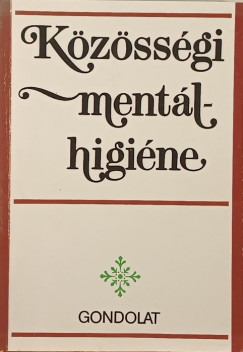 Közösségi
mentál-
higiéne
GONDOLAT